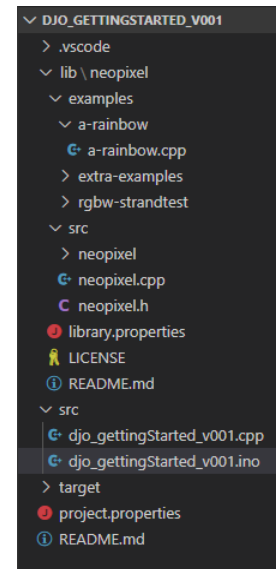 DJO_GETTINGSTARTED_V001
.vscode
lib \ neopixel
examples
a-rainbow
a-rainbow.cpp
extra-examples
rgbw-strandtest
src
neopixel
neopixel.cpp
C neopixel.h
library.properties
LICENSE
README.md
src
djo_gettingStarted_v001.cpp
djo_gettingStarted_v001.ino
target
project.properties
README.md